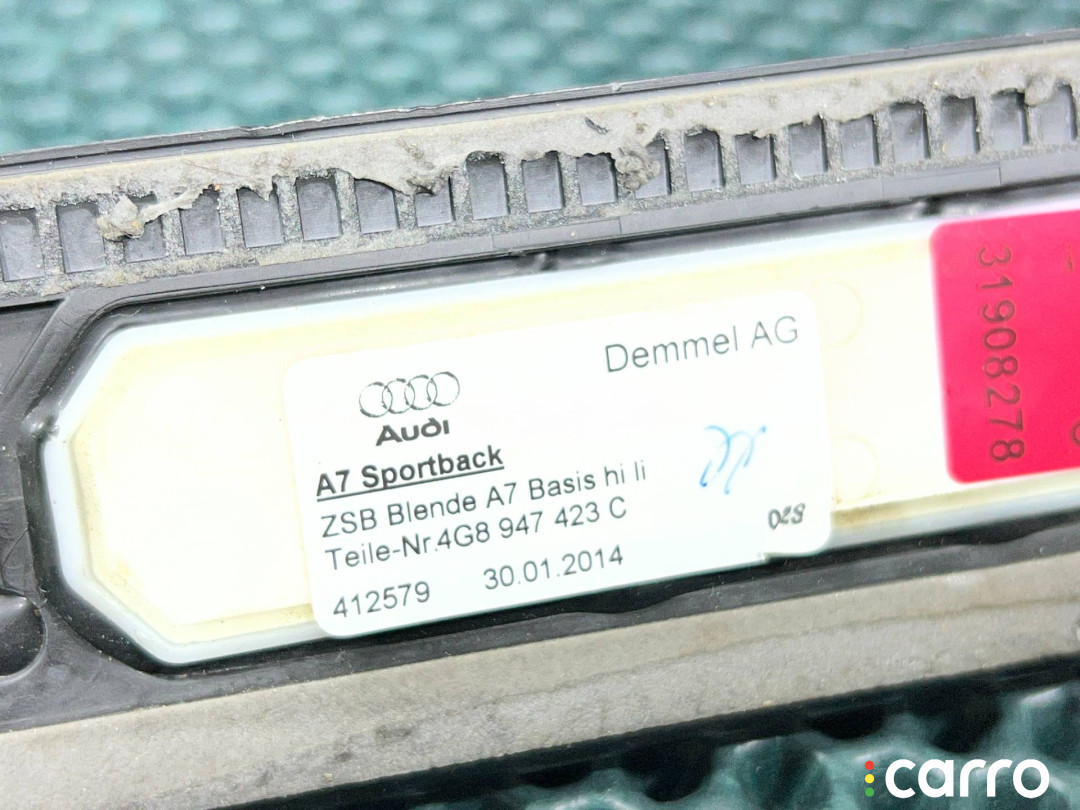 Demmel AG
Audi
A7 Sportback
ZSB Blende A7 Basis hi li
Teile-Nr.4G8 947 423 C
028
412579 30.01.2014
31908278
carro